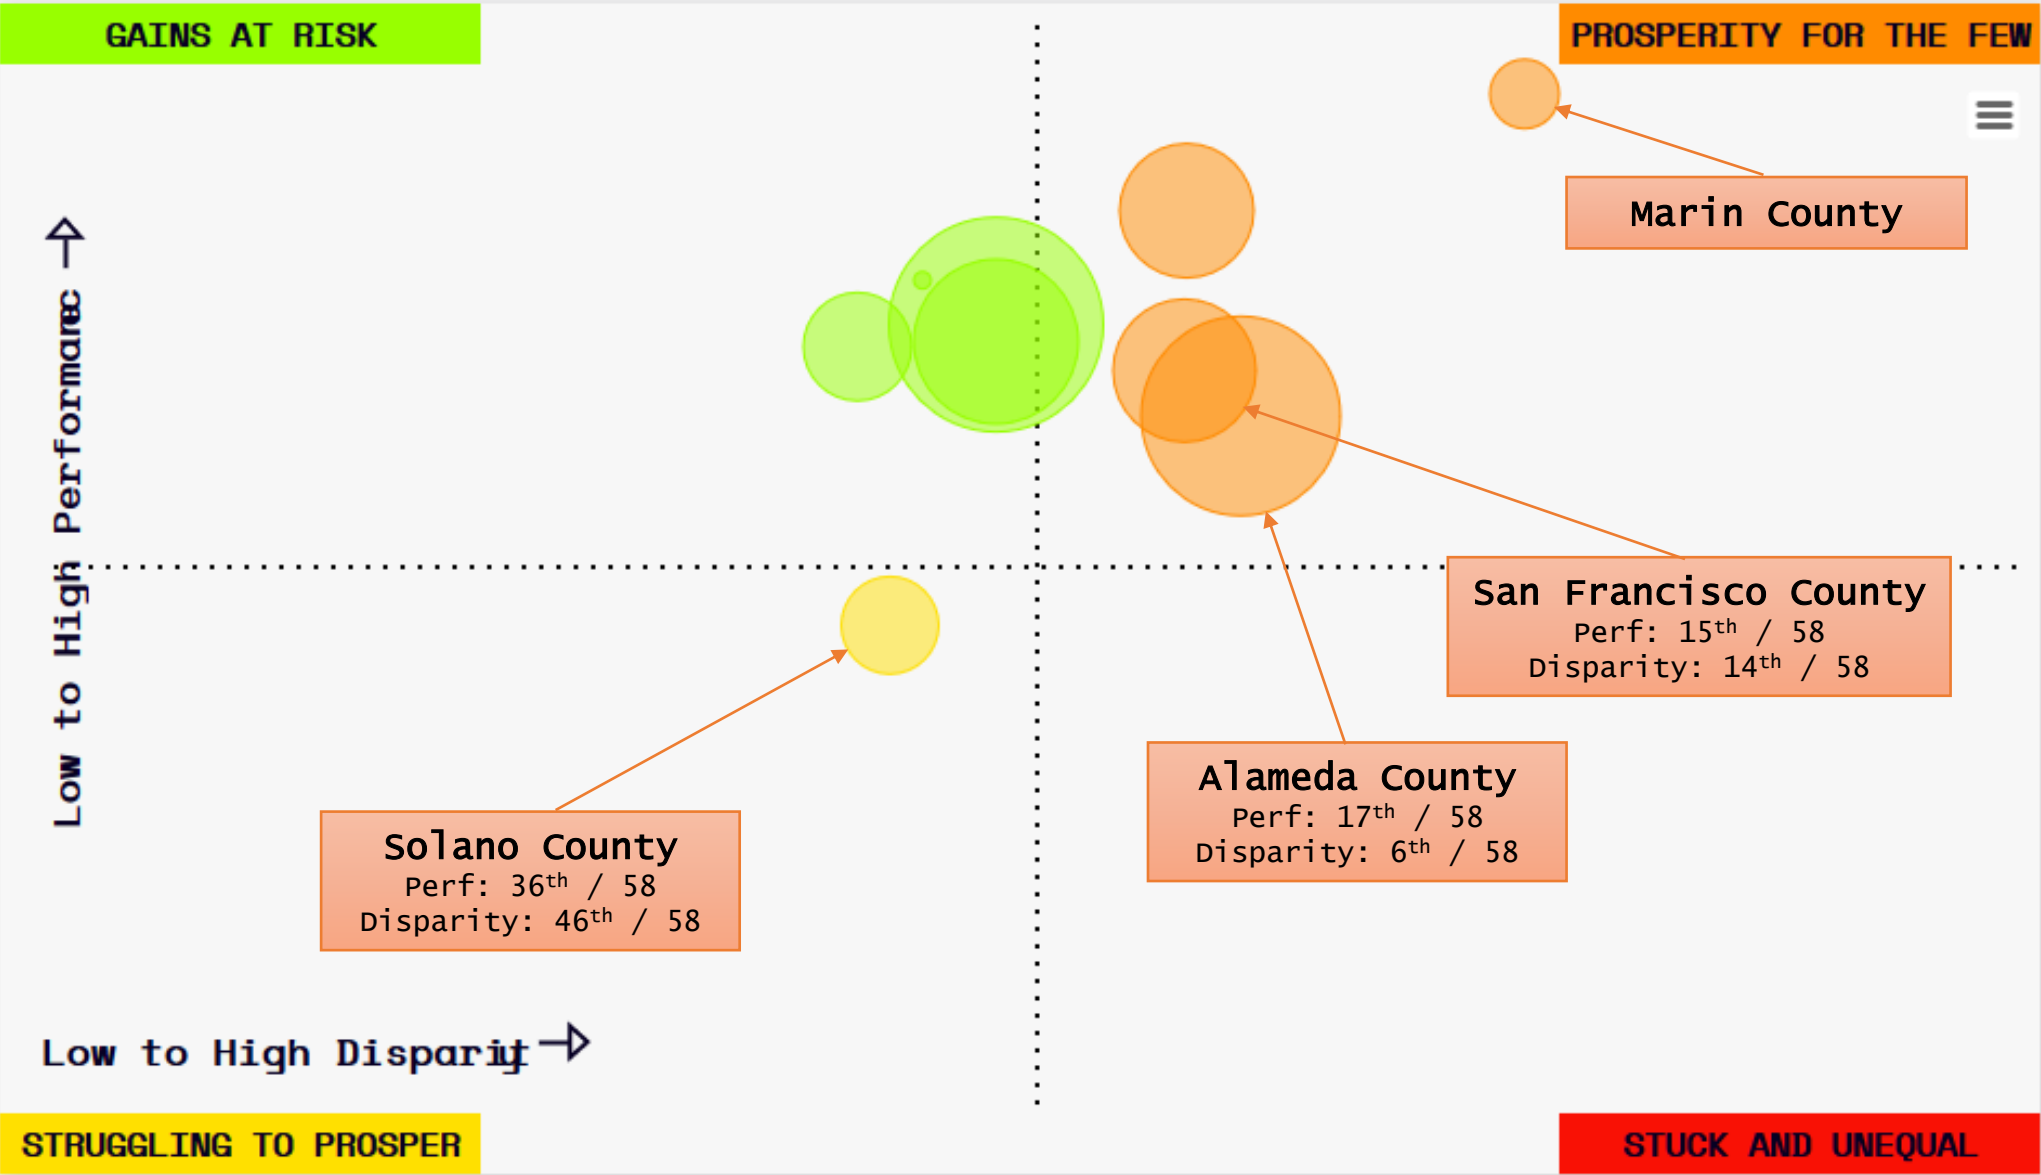 GAINS AT RISK
PROSPERITY FOR THE FEW
Marin County
Low to High Performance
San Francisco County
Perf: 15th / 58
Disparity: 14th / 58
Alameda County
Perf: 17th / 58
Disparity: 6th / 58
Solano County
Perf: 36th / 58
Disparity: 46th / 58
Low to High Disparity
STRUGGLING TO PROSPER
STUCK AND UNEQUAL